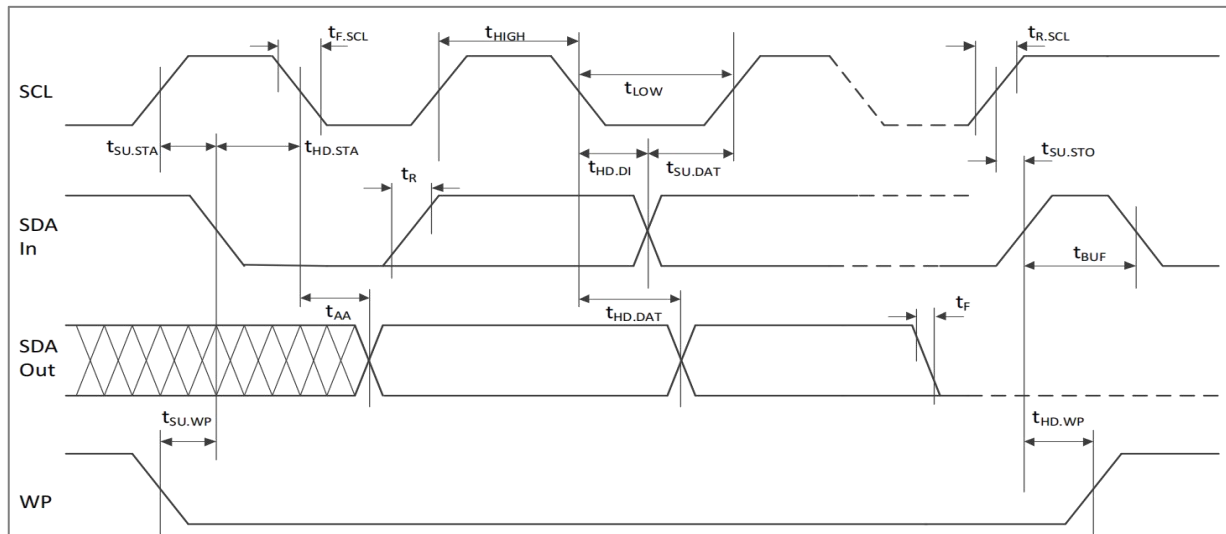 tF.SCL
tHIGH
tR.SCL
SCL
tLOW
tSU.STA
tHD.STA
tHD.DI
tSU.DAT
tSU.STO
tR
SDA
In
tBUF
tAA
tHD.DAT
tF
SDA
Out
tSU.WP
tHD.WP
WP